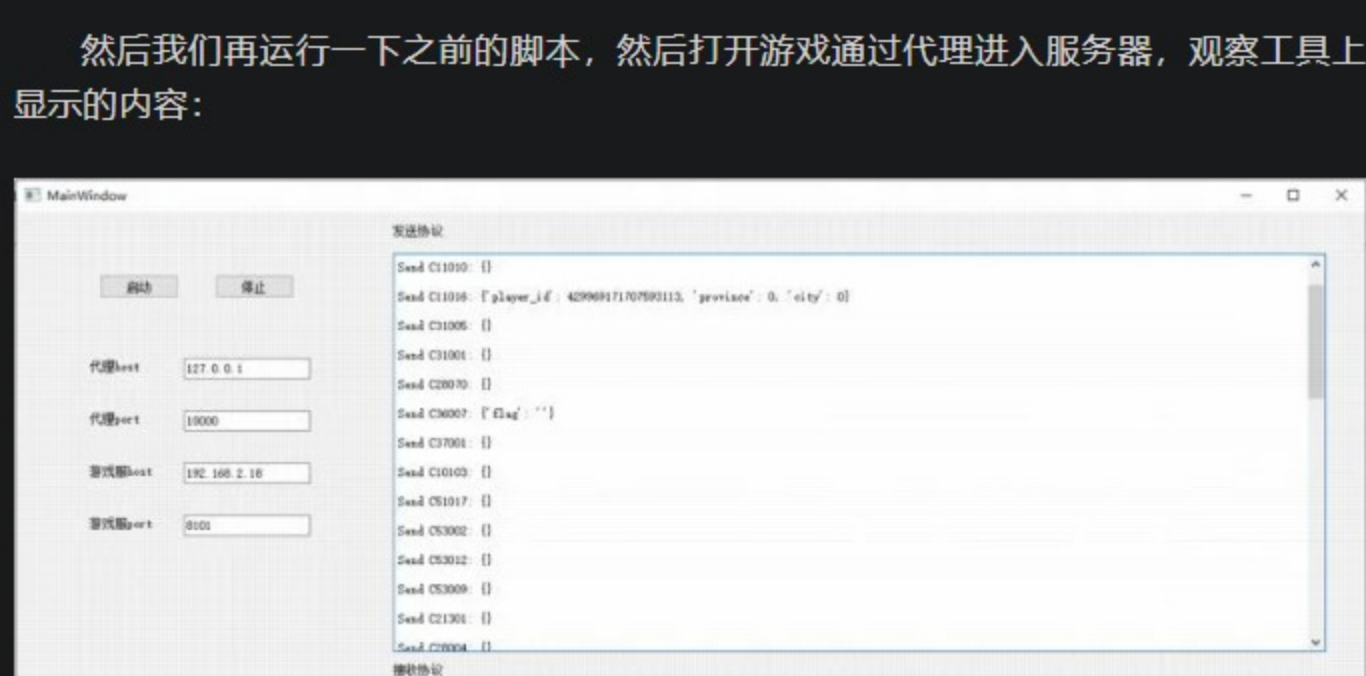 然后我们再运行一下之前的脚本，然后打开游戏通过代理进入服务器，观察工具上
显示的内容：
MainWindow
发送协议
启动 停止
代理host 127.0.0.1
代理port 10000
游戏服host 192.168.2.18
游戏服port 8101
Send C11010: {}
Send C11016: {'player_id': 429969171707593113, 'province': 0, 'city': 0}
Send C31005: {}
Send C31001: {}
Send C28070: {}
Send C36007: {'flag': ''}
Send C37001: {}
Send C10103: {}
Send C51017: {}
Send C53002: {}
Send C53012: {}
Send C53009: {}
Send C21301: {}
Send C28004: {}
接收协议